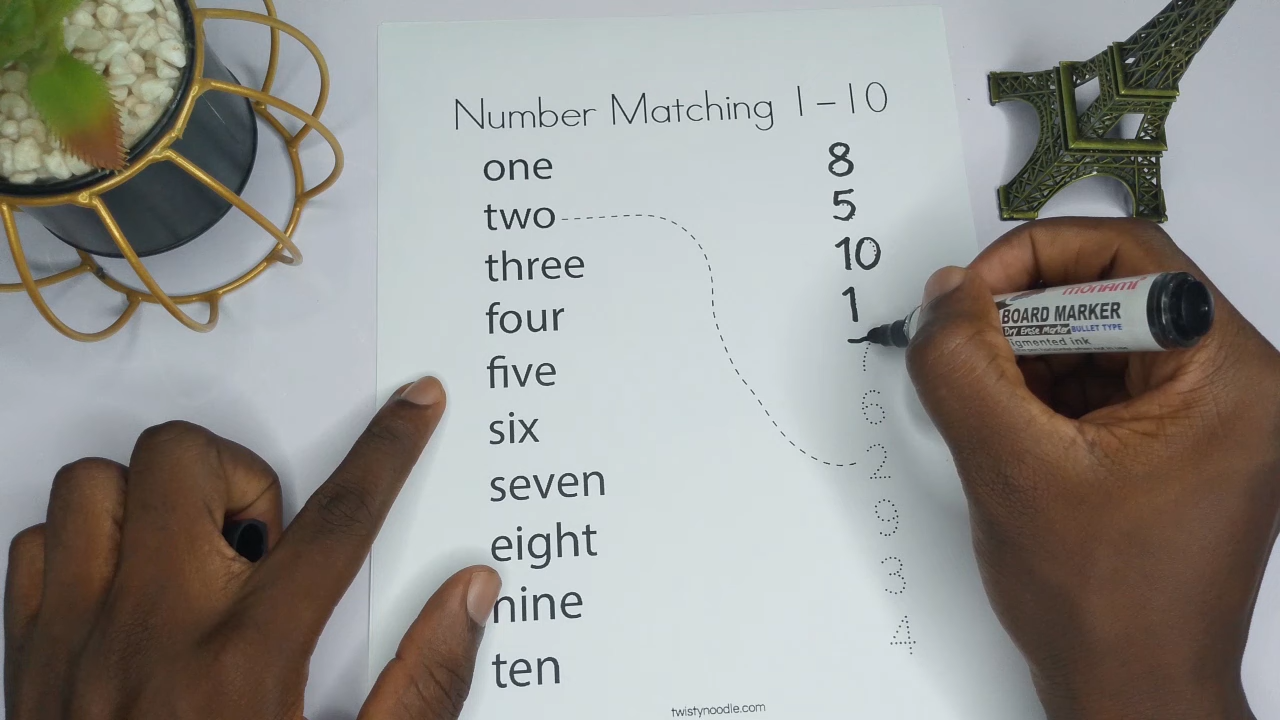 Number Matching 1-10
one 8
two 5
three 10
four 1
five 7
six 6
seven 2
eight 9
nine 3
ten 4
twistynoodle.com
monami
BOARD MARKER
Dry Erase Marker BULLET TYPE
igmented ink